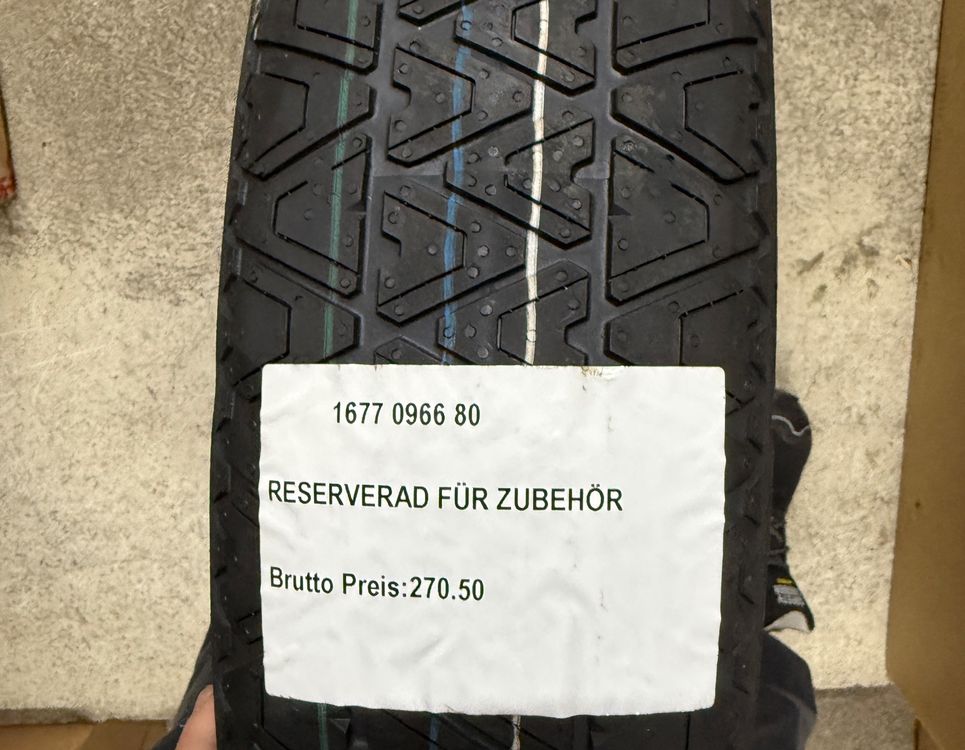 1677 0966 80
RESERVERAD FÜR ZUBEHÖR
Brutto Preis:270.50